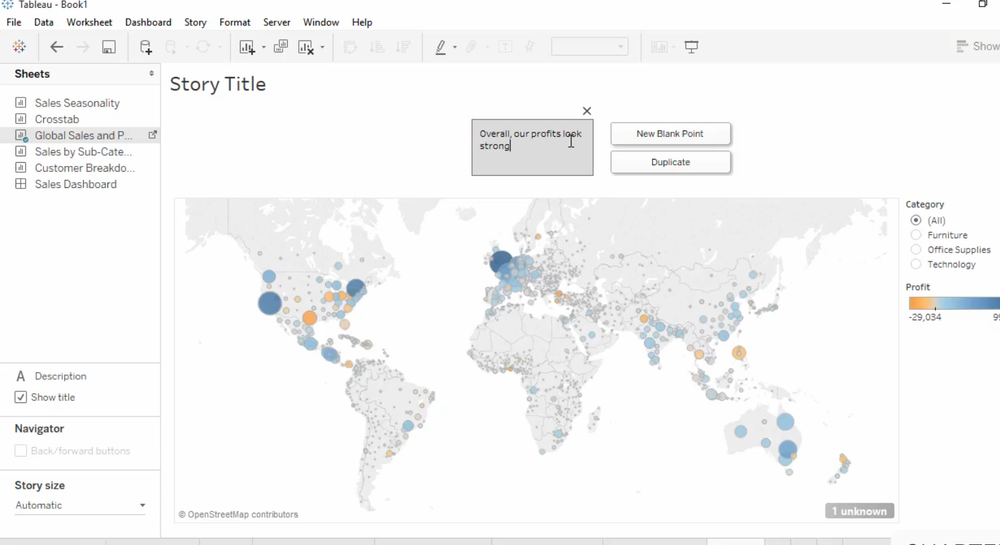 Tableau - Book1
File Data Worksheet Dashboard Story Format Server Window Help
Show
Sheets
Sales Seasonality
Crosstab
Global Sales and P...
Sales by Sub-Cate...
Customer Breakdo...
Sales Dashboard
A Description
Show title
Navigator
Back/forward buttons
Story size
Automatic
Story Title
Overall, our profits look
strong
New Blank Point
Duplicate
© OpenStreetMap contributors
1 unknown
Category
(All)
Furniture
Office Supplies
Technology
Profit
-29,034 99